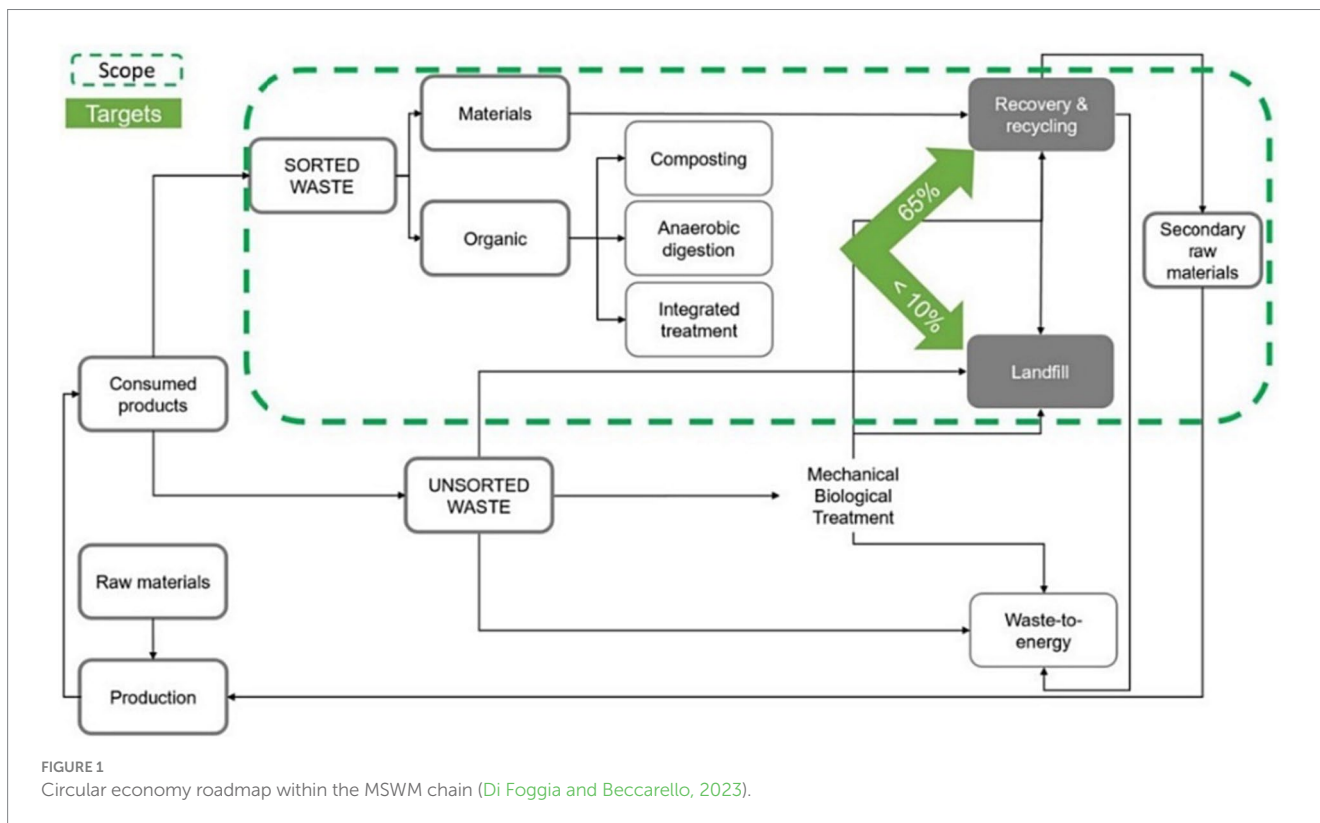 Scope
Targets
SORTED
WASTE
Materials
Organic
Composting
Anaerobic
digestion
Integrated
treatment
65%
< 10%
Recovery &
recycling
Landfill
Secondary
raw
materials
Consumed
products
UNSORTED
WASTE
Mechanical
Biological
Treatment
Raw materials
Waste-to-
energy
Production
FIGURE 1
Circular economy roadmap within the MSWM chain (Di Foggia and Beccarello, 2023).